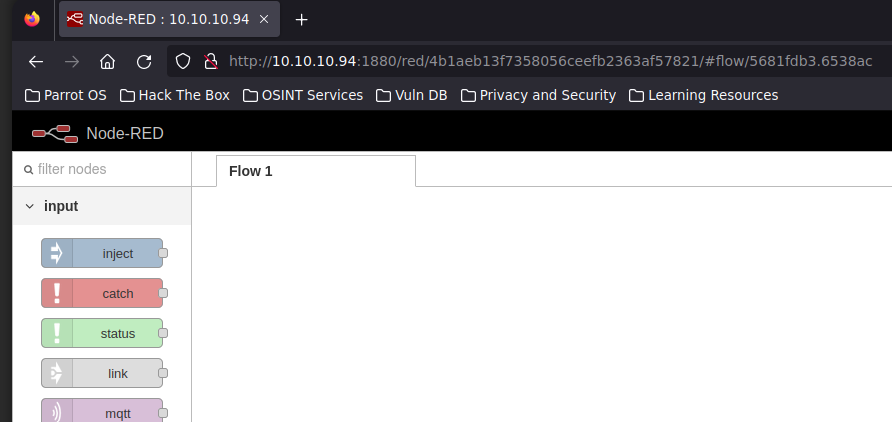 Node-RED : 10.10.10.94
http://10.10.10.94:1880/red/4b1aeb13f7358056ceefb2363af57821/#flow/5681fdb3.6538ac
Parrot OS Hack The Box OSINT Services Vuln DB Privacy and Security Learning Resources
Node-RED
filter nodes
Flow 1
input
inject
catch
status
link
mqtt